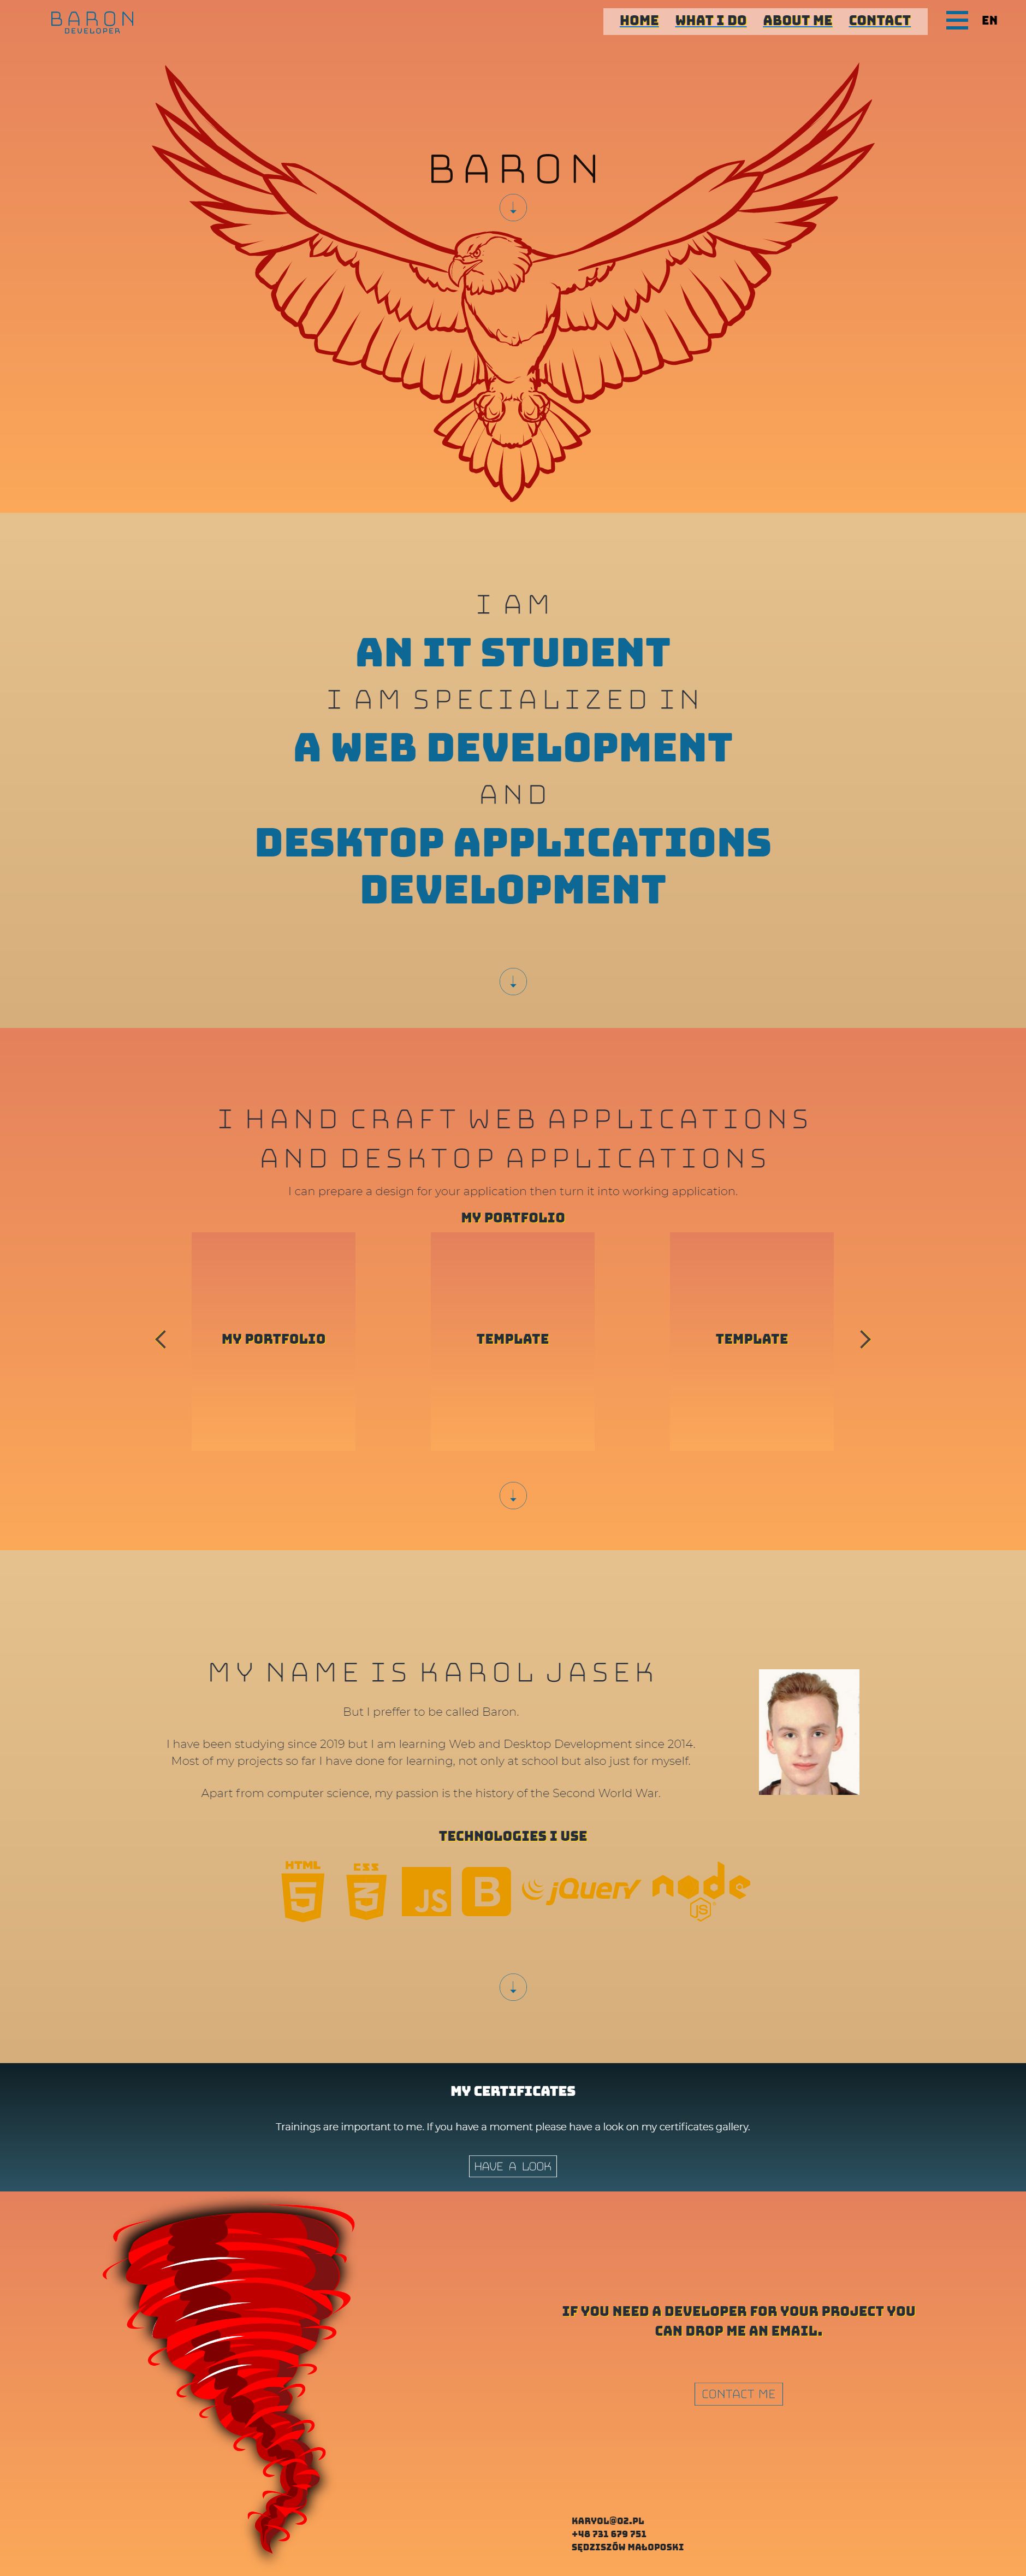 BARON
DEVELOPER
HOME WHAT I DO ABOUT ME CONTACT
EN
BARON
I AM
AN IT STUDENT
I AM SPECIALIZED IN
A WEB DEVELOPMENT
AND
DESKTOP APPLICATIONS
DEVELOPMENT
I HAND CRAFT WEB APPLICATIONS
AND DESKTOP APPLICATIONS
I can prepare a design for your application then turn it into working application.
MY PORTFOLIO
MY PORTFOLIO
TEMPLATE
TEMPLATE
MY NAME IS KAROL JASEK
But I preffer to be called Baron.
I have been studying since 2019 but I am learning Web and Desktop Development since 2014.
Most of my projects so far I have done for learning, not only at school but also just for myself.
Apart from computer science, my passion is the history of the Second World War.
TECHNOLOGIES I USE
HTML
5
CSS
3
JS
B
jQuery
node
JS
MY CERTIFICATES
Trainings are important to me. If you have a moment please have a look on my certificates gallery.
HAVE A LOOK
IF YOU NEED A DEVELOPER FOR YOUR PROJECT YOU
CAN DROP ME AN EMAIL.
CONTACT ME
KARYOL@O2.PL
+48 731 679 751
SĘDZISZÓW MAŁOPOSKI